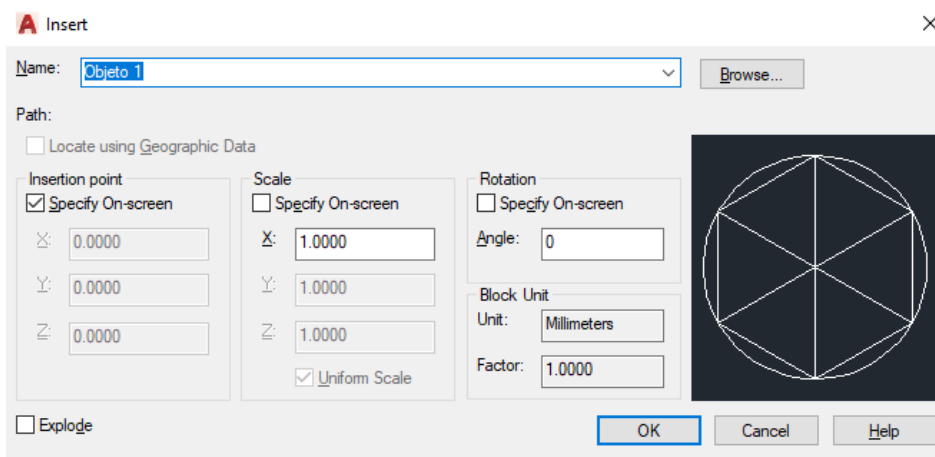 Insert
Name: Objeto 1 Browse...
Path:
Locate using Geographic Data
Insertion point
Specify On-screen
X: 0.0000
Y: 0.0000
Z: 0.0000
Scale
Specify On-screen
X: 1.0000
Y: 1.0000
Z: 1.0000
Uniform Scale
Rotation
Specify On-screen
Angle: 0
Block Unit
Unit: Millimeters
Factor: 1.0000
Explode
OK Cancel Help